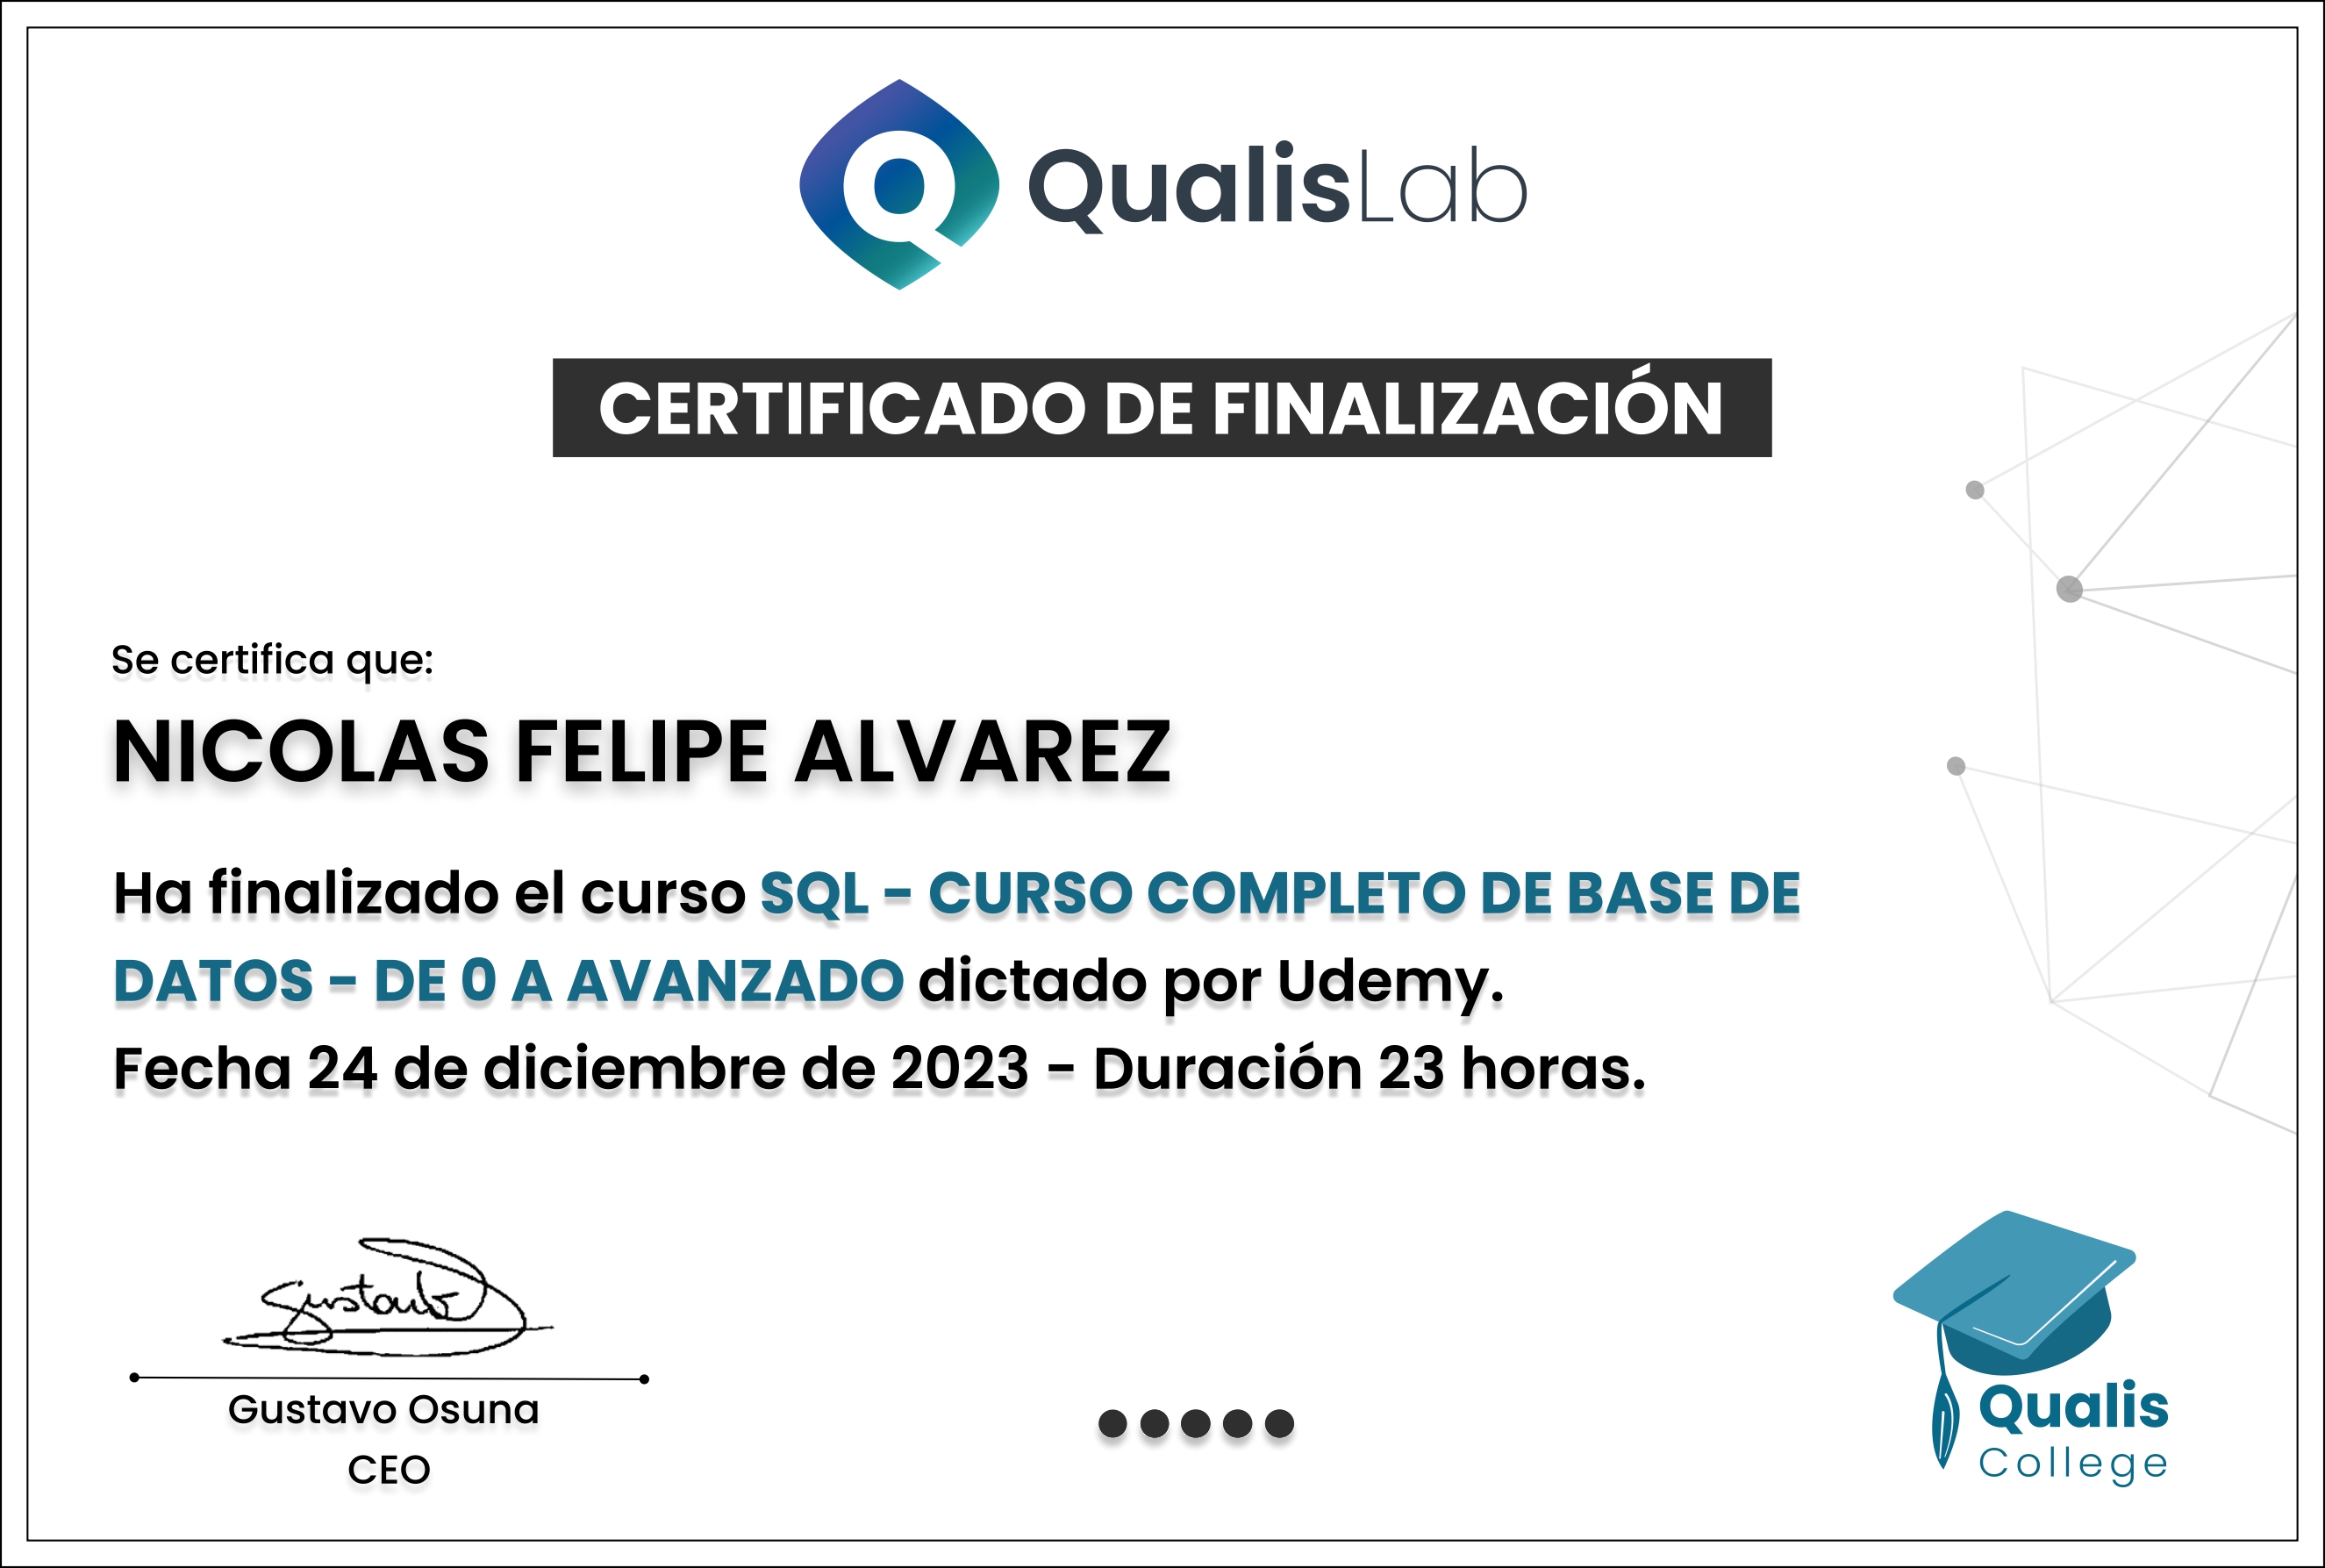 QualisLab
CERTIFICADO DE FINALIZACIÓN
Se certifica que:
NICOLAS FELIPE ALVAREZ
Ha finalizado el curso SQL - CURSO COMPLETO DE BASE DE
DATOS - DE 0 A AVANZADO dictado por Udemy.
Fecha 24 de diciembre de 2023 - Duración 23 horas.
Gustavo
Gustavo Osuna
CEO
Qualis
College